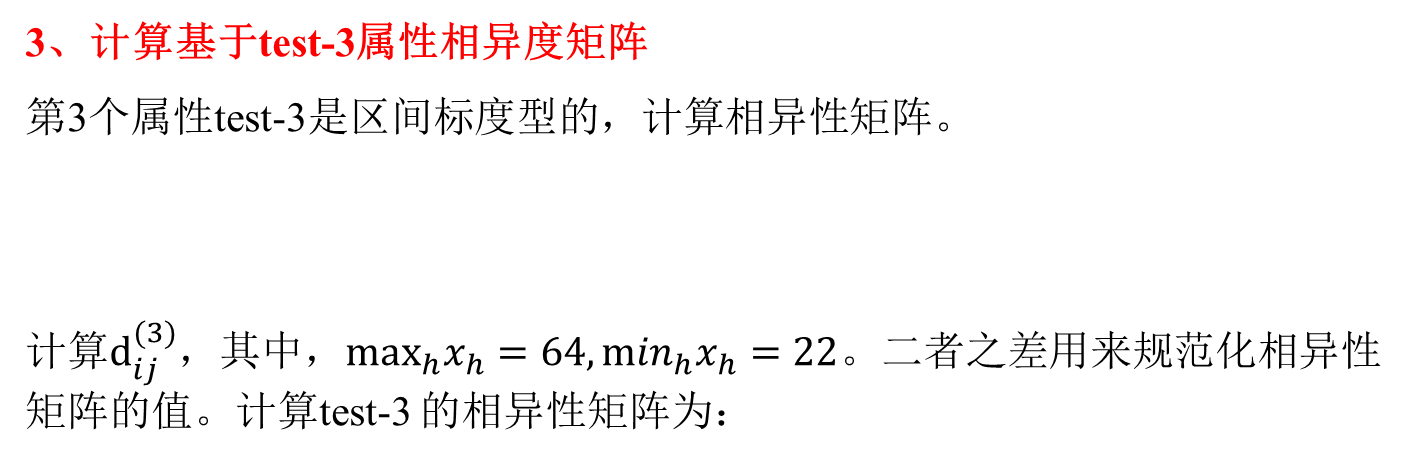 3、计算基于test-3属性相异度矩阵
第3个属性test-3是区间标度型的，计算相异性矩阵。
计算d_{ij}^{(3)}，其中，max_h x_h = 64, min_h x_h = 22。二者之差用来规范化相异性
矩阵的值。计算test-3 的相异性矩阵为：